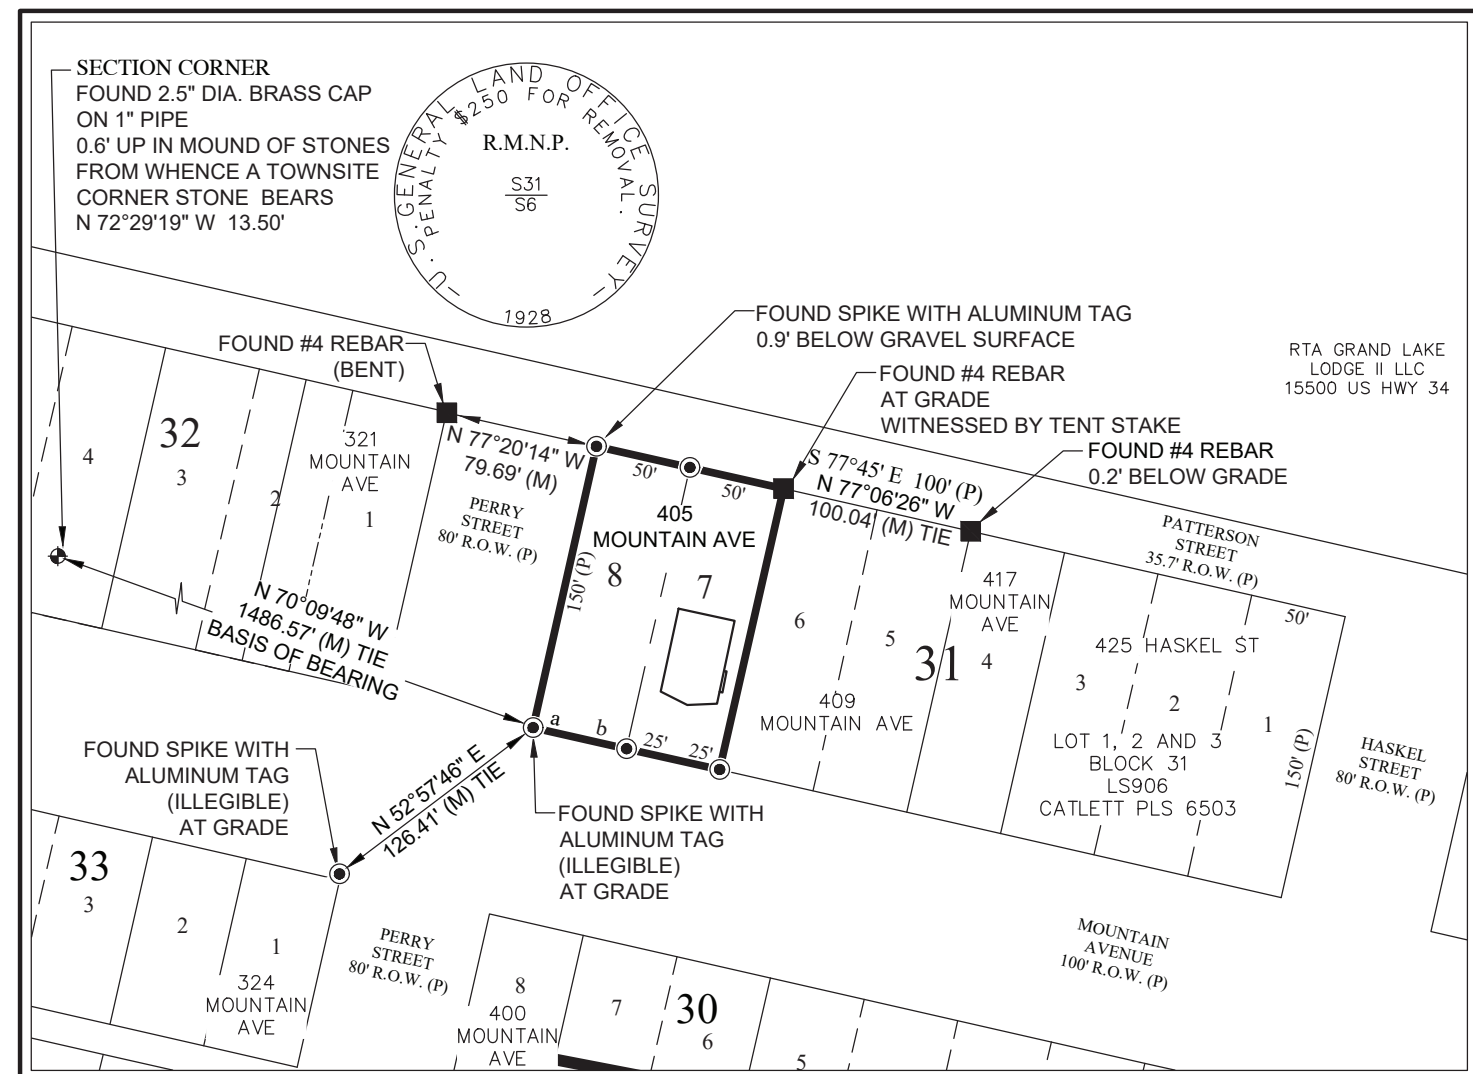 SECTION CORNER
FOUND 2.5" DIA. BRASS CAP
ON 1" PIPE
0.6' UP IN MOUND OF STONES
FROM WHENCE A TOWNSITE
CORNER STONE BEARS
N 72°29'19" W 13.50'
U.S. GENERAL LAND OFFICE SURVEY
PENALTY $250 FOR REMOVAL.
R.M.N.P.
S31
S6
1928
FOUND SPIKE WITH ALUMINUM TAG
0.9' BELOW GRAVEL SURFACE
FOUND #4 REBAR
(BENT)
FOUND #4 REBAR
AT GRADE
WITNESSED BY TENT STAKE
RTA GRAND LAKE
LODGE II LLC
15500 US HWY 34
FOUND #4 REBAR
0.2' BELOW GRADE
32
4
3
2
1
321
MOUNTAIN
AVE
N 77°20'14" W
79.69' (M)
PERRY
STREET
80' R.O.W. (P)
50'
50'
405
MOUNTAIN AVE
8
7
150' (P)
S 77°45' E 100' (P)
N 77°06'26" W
100.04' (M) TIE
PATTERSON
STREET
35.7' R.O.W. (P)
417
MOUNTAIN
AVE
50'
6
5
31
4
409
MOUNTAIN AVE
425 HASKEL ST
3
2
1
LOT 1, 2 AND 3
BLOCK 31
LS906
CATLETT PLS 6503
150' (P)
HASKEL
STREET
80' R.O.W. (P)
N 70°09'48" W
1486.57' (M) TIE
BASIS OF BEARING
a
b
25'
25'
FOUND SPIKE WITH
ALUMINUM TAG
(ILLEGIBLE)
AT GRADE
N 52°57'46" E
126.41' (M) TIE
FOUND SPIKE WITH
ALUMINUM TAG
(ILLEGIBLE)
AT GRADE
33
3
2
1
324
MOUNTAIN
AVE
PERRY
STREET
80' R.O.W. (P)
MOUNTAIN
AVENUE
100' R.O.W. (P)
8
400
MOUNTAIN
AVE
7
30
6
5